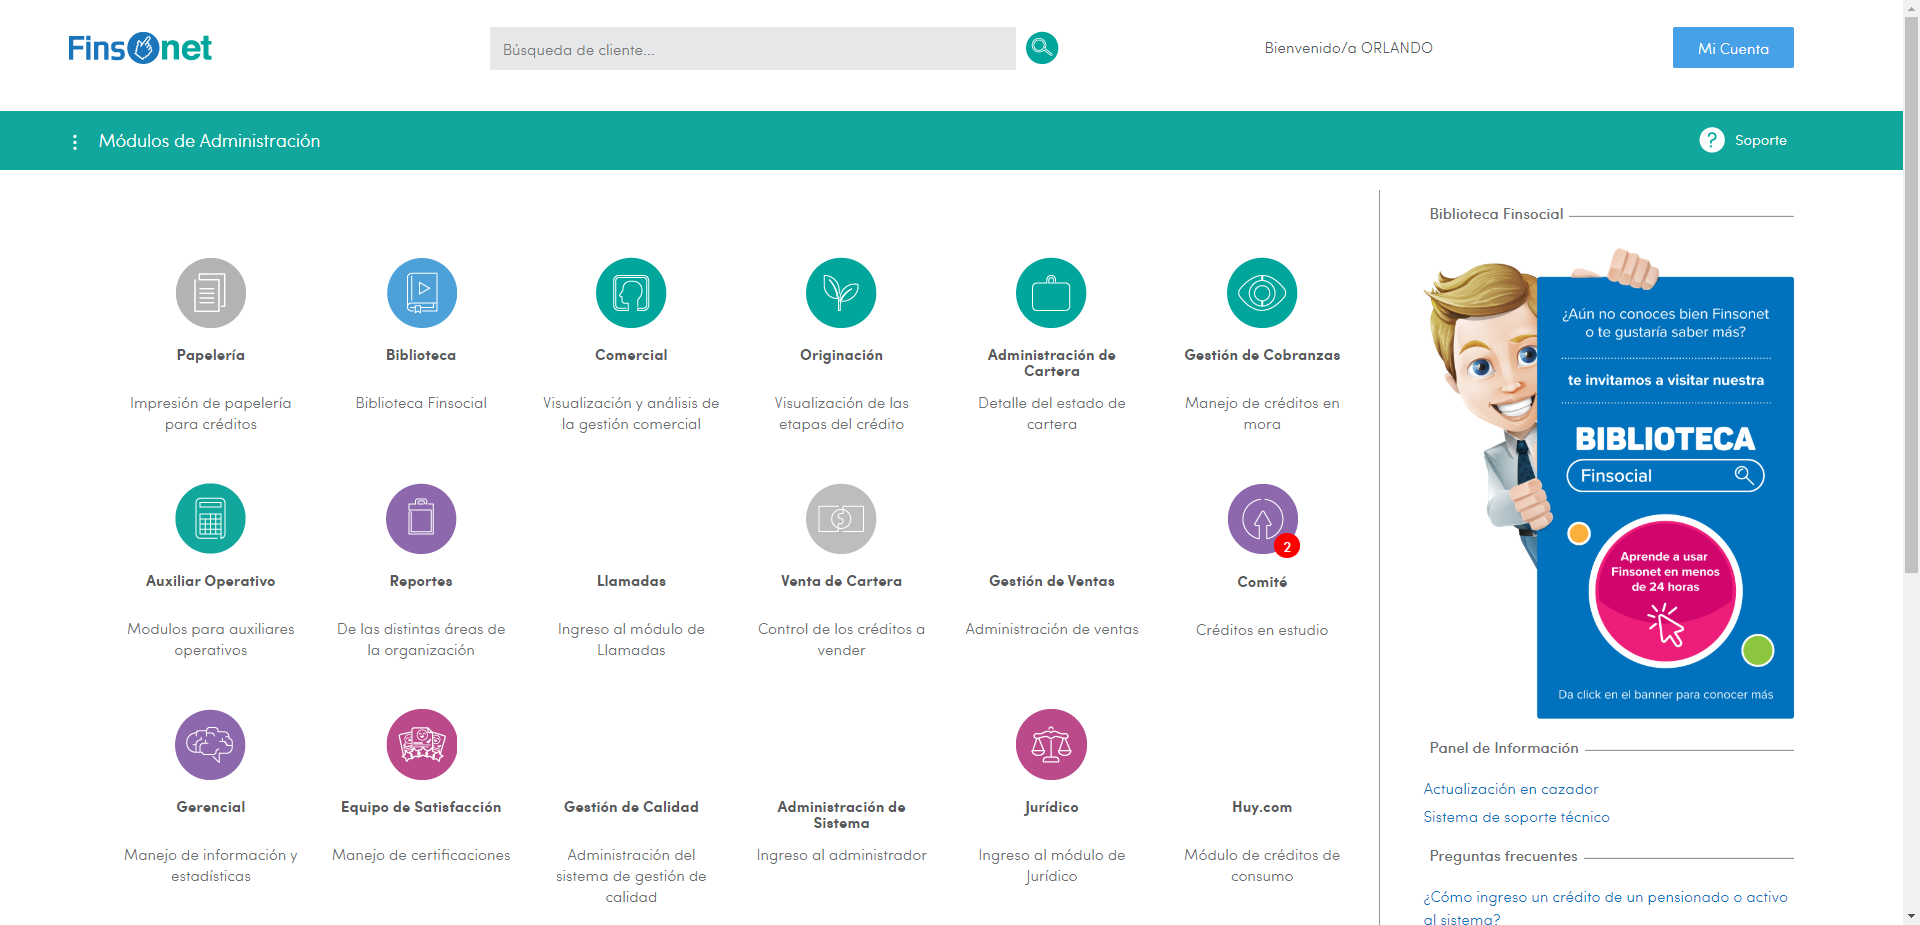 Finsonet
Búsqueda de cliente...
Bienvenido/a ORLANDO
Mi Cuenta
Módulos de Administración
? Soporte
Papelería
Impresión de papelería
para créditos
Biblioteca
Biblioteca Finsocial
Comercial
Visualización y análisis de
la gestión comercial
Originación
Visualización de las
etapas del crédito
Administración de
Cartera
Detalle del estado de
cartera
Gestión de Cobranzas
Manejo de créditos en
mora
Auxiliar Operativo
Modulos para auxiliares
operativos
Reportes
De las distintas áreas de
la organización
Llamadas
Ingreso al módulo de
Llamadas
$
Venta de Cartera
Control de los créditos a
vender
Gestión de Ventas
Administración de ventas
2
Comité
Créditos en estudio
Gerencial
Manejo de información y
estadísticas
Equipo de Satisfacción
Manejo de certificaciones
Gestión de Calidad
Administración del
sistema de gestión de
calidad
Administración de
Sistema
Ingreso al administrador
Jurídico
Ingreso al módulo de
Jurídico
Huy.com
Módulo de créditos de
consumo
Biblioteca Finsocial
¿Aún no conoces bien Finsonet
o te gustaría saber más?
te invitamos a visitar nuestra
BIBLIOTECA
Finsocial
Aprende a usar
Finsonet en menos
de 24 horas
Da click en el banner para conocer más
Panel de Información
Actualización en cazador
Sistema de soporte técnico
Preguntas frecuentes
¿Cómo ingreso un crédito de un pensionado o activo
al sistema?